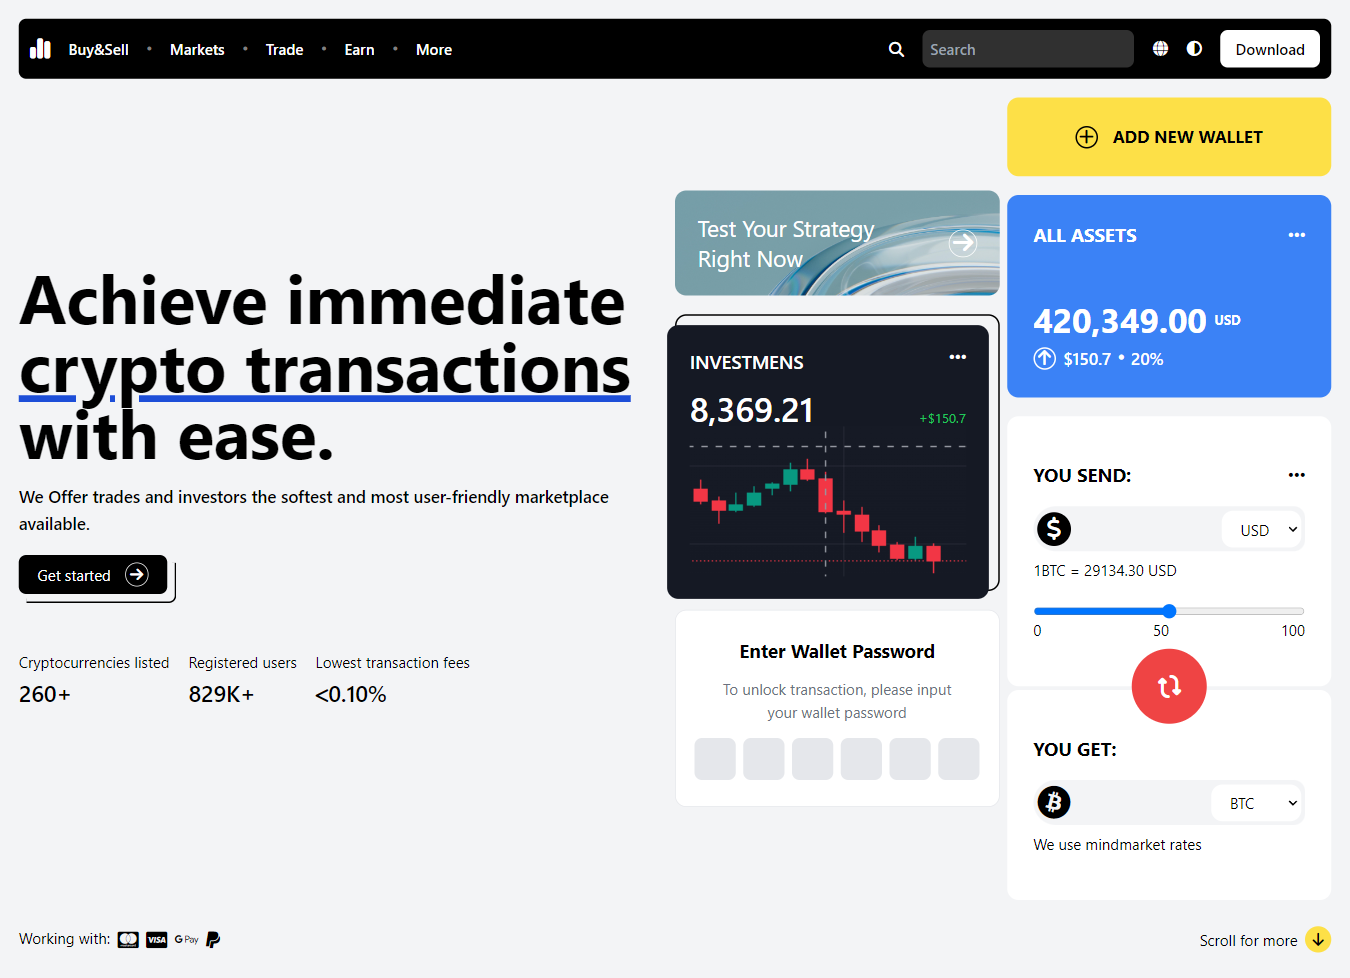 Buy&Sell • Markets • Trade • Earn • More
Search
Download
ADD NEW WALLET
Test Your Strategy
Right Now
ALL ASSETS
420,349.00 USD
$150.7 • 20%
Achieve immediate
crypto transactions
with ease.
We Offer trades and investors the softest and most user-friendly marketplace
available.
Get started
Cryptocurrencies listed
260+
Registered users
829K+
Lowest transaction fees
<0.10%
INVESTMENS
8,369.21
+$150.7
Enter Wallet Password
To unlock transaction, please input
your wallet password
YOU SEND:
USD
1BTC = 29134.30 USD
0 50 100
YOU GET:
BTC
We use mindmarket rates
Working with:
VISA
G Pay
Scroll for more